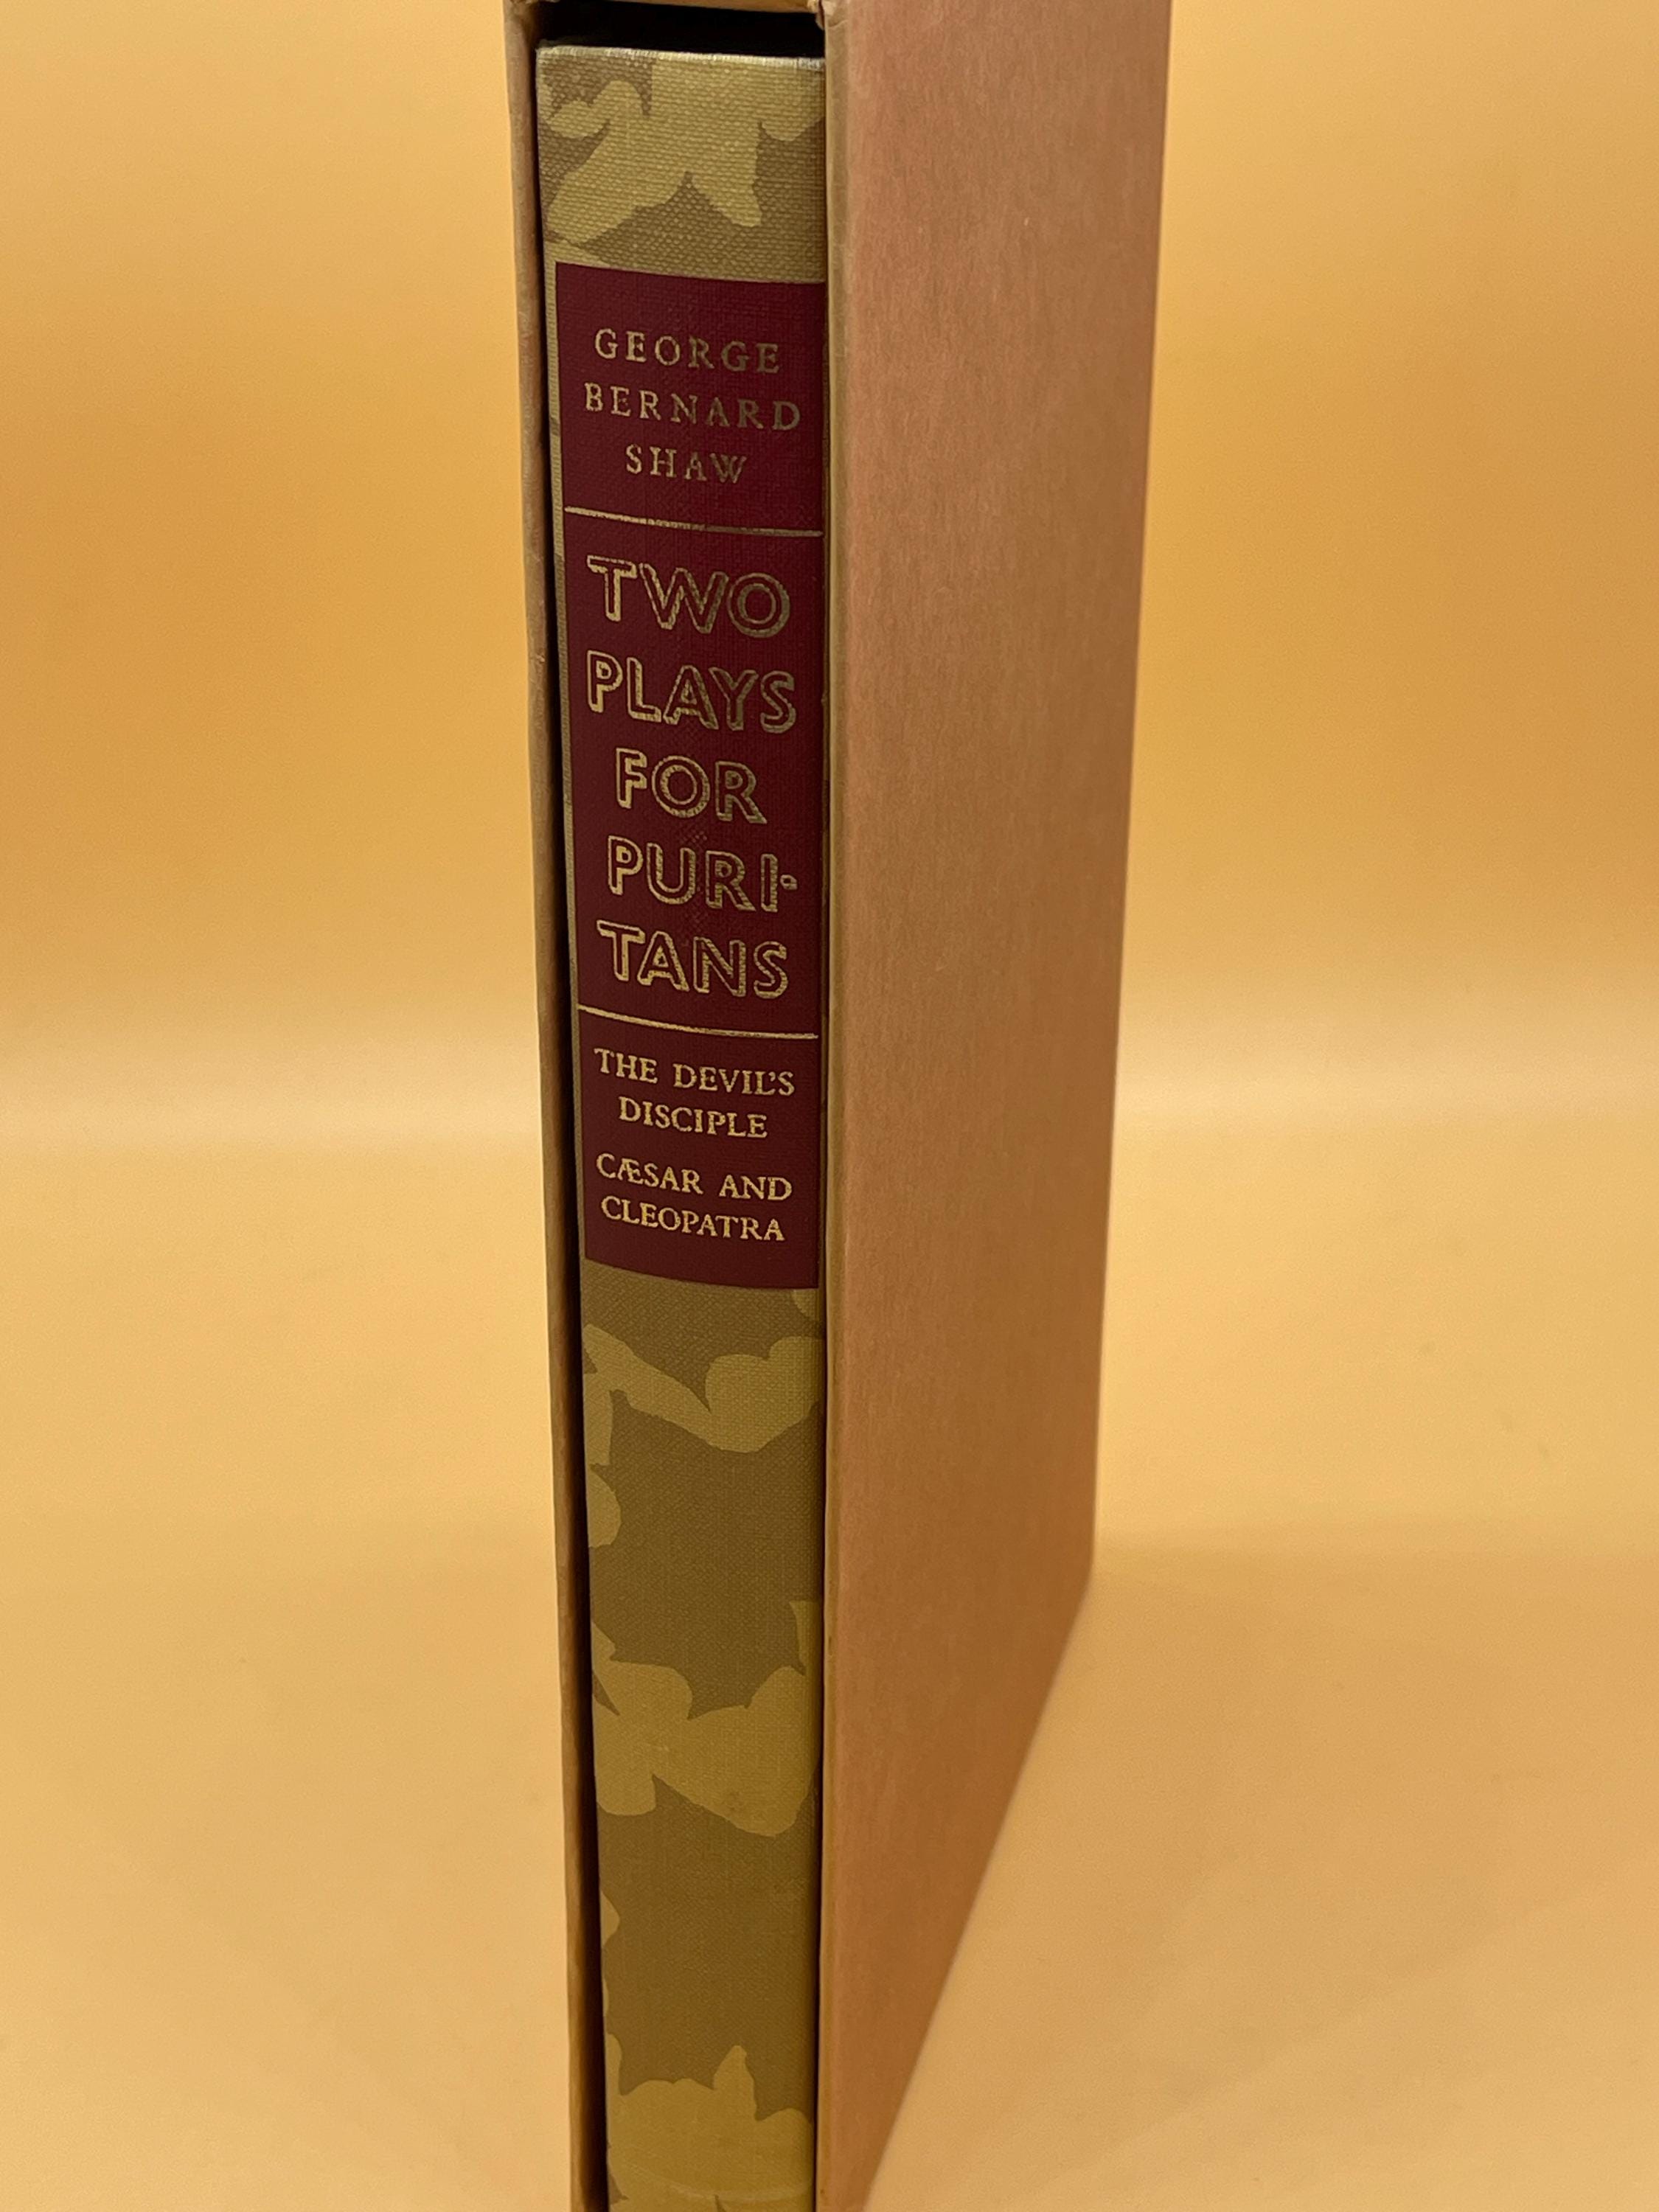 GEORGE
BERNARD
SHAW
TWO
PLAYS
FOR
PURI-
TANS
THE DEVIL'S
DISCIPLE
CÆSAR AND
CLEOPATRA